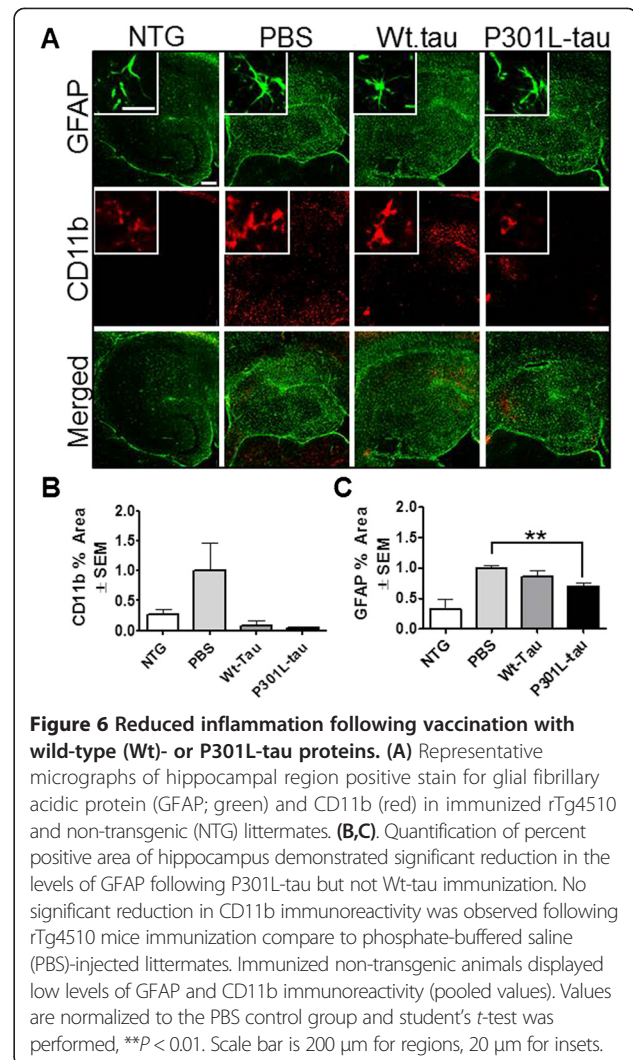 A
NTG PBS Wt.tau P301L-tau
GFAP
CD11b
Merged
B
CD11b % Area
± SEM
2.0
1.5
1.0
0.5
0.0
NTG
PBS
Wt-Tau
P301L-tau
C
GFAP % Area
± SEM
2.0
1.5
1.0
0.5
0.0
**
NTG
PBS
Wt-Tau
P301L-tau
Figure 6 Reduced inflammation following vaccination with
wild-type (Wt)- or P301L-tau proteins. (A) Representative
micrographs of hippocampal region positive stain for glial fibrillary
acidic protein (GFAP; green) and CD11b (red) in immunized rTg4510
and non-transgenic (NTG) littermates. (B,C). Quantification of percent
positive area of hippocampus demonstrated significant reduction in the
levels of GFAP following P301L-tau but not Wt-tau immunization. No
significant reduction in CD11b immunoreactivity was observed following
rTg4510 mice immunization compare to phosphate-buffered saline
(PBS)-injected littermates. Immunized non-transgenic animals displayed
low levels of GFAP and CD11b immunoreactivity (pooled values). Values
are normalized to the PBS control group and student's t-test was
performed, **P < 0.01. Scale bar is 200 μm for regions, 20 μm for insets.